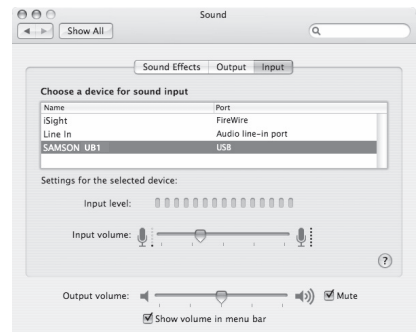 Sound
Show All
Sound Effects Output Input
Choose a device for sound input
Name Port
iSight FireWire
Line In Audio line-in port
SAMSON UB1 USB
Settings for the selected device:
Input level:
Input volume:
?
Output volume: Mute
Show volume in menu bar